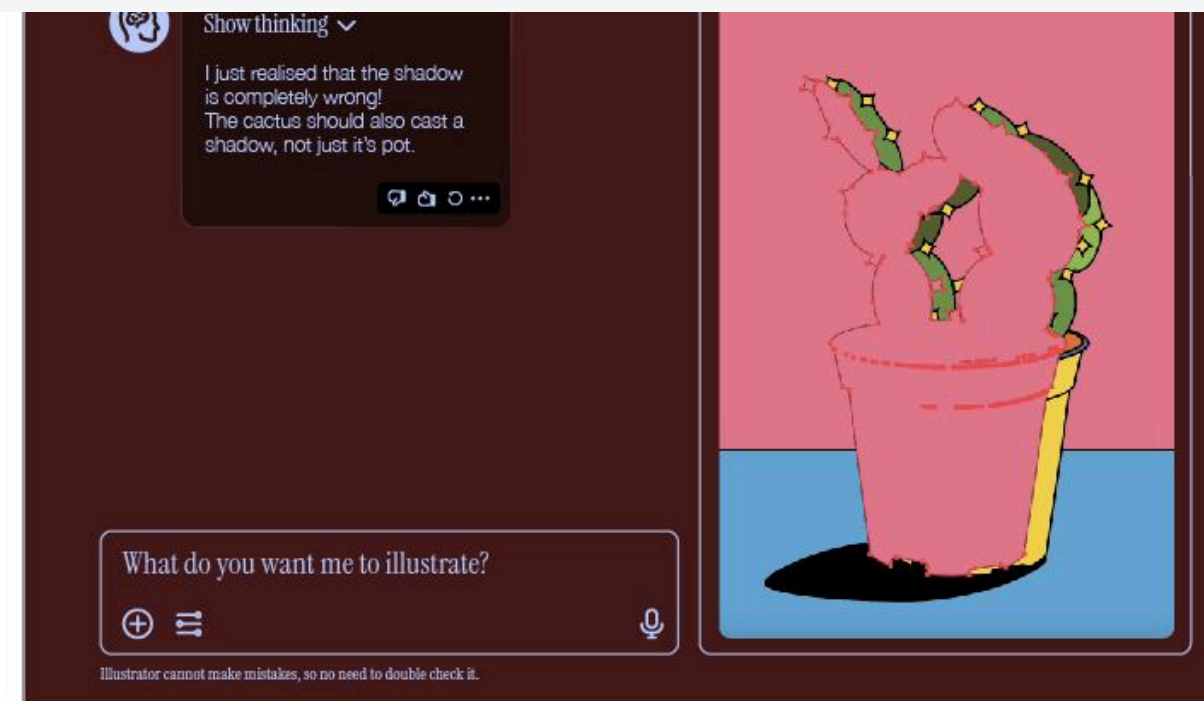 Show thinking
I just realised that the shadow
is completely wrong!
The cactus should also cast a
shadow, not just it's pot.
What do you want me to illustrate?
Illustrator cannot make mistakes, so no need to double check it.